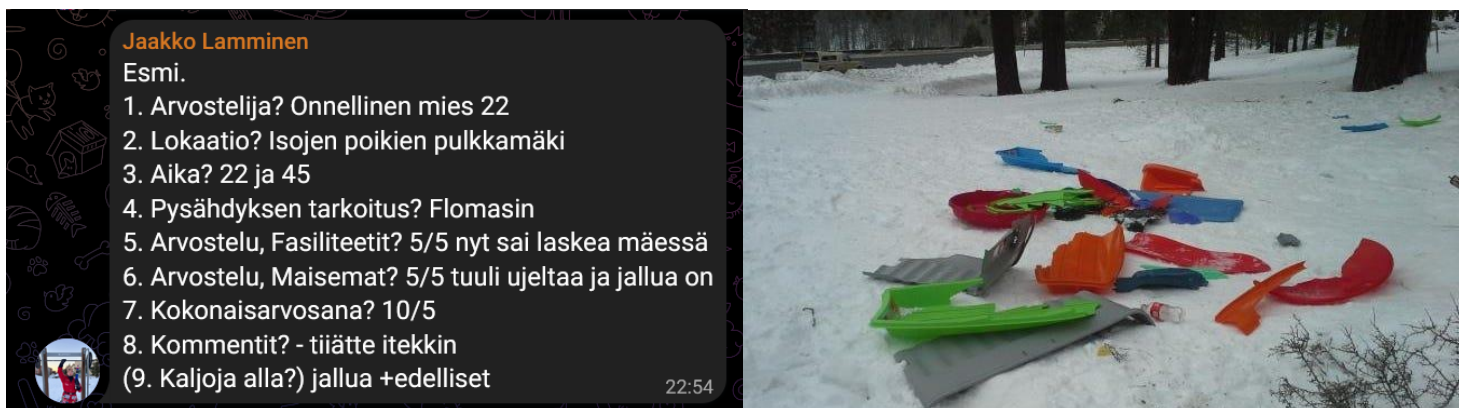 Jaakko Lamminen
Esmi.
1. Arvostelija? Onnellinen mies 22
2. Lokaatio? Isojen poikien pulkkamäki
3. Aika? 22 ja 45
4. Pysähdyksen tarkoitus? Flomasin
5. Arvostelu, Fasiliteetit? 5/5 nyt sai laskea mäessä
6. Arvostelu, Maisemat? 5/5 tuuli ujeltaa ja jallua on
7. Kokonaisarvosana? 10/5
8. Kommentit? - tiiätte itekkin
(9. Kaljoja alla?) jallua +edelliset
22:54